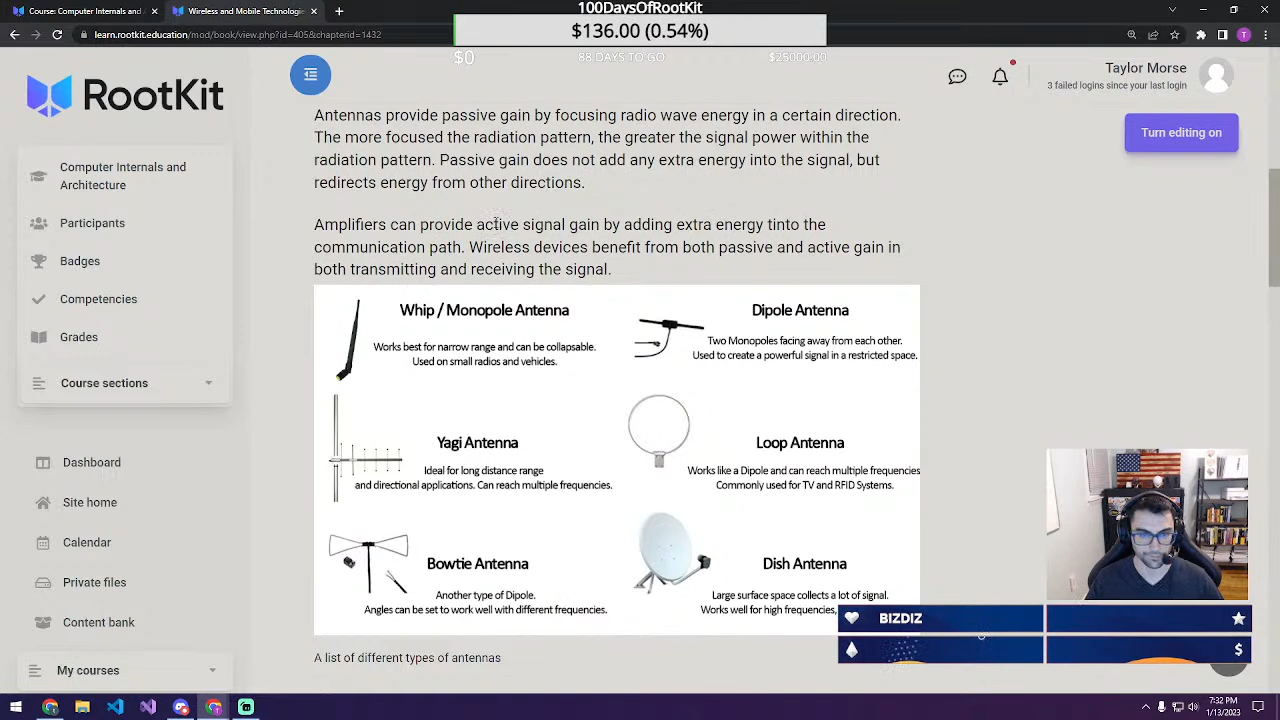 Course: Computer Internals and
Wireless and Mobile Technology
learn.rootkit.education/mod/book/view.php?id=405&chapterid=1432
100DaysOfRootKit
$136.00 (0.54%)
$0
88 DAYS TO GO
$25000.00
RootKit
Taylor Morse
3 failed logins since your last login
Turn editing on
Computer Internals and
Architecture
Participants
Badges
Competencies
Grades
Course sections
Dashboard
Site home
Calendar
Private files
Content bank
My courses
Antennas provide passive gain by focusing radio wave energy in a certain direction.
The more focused the radiation pattern, the greater the signal power within the
radiation pattern. Passive gain does not add any extra energy into the signal, but
redirects energy from other directions.
Amplifiers can provide active signal gain by adding extra energy tinto the
communication path. Wireless devices benefit from both passive and active gain in
both transmitting and receiving the signal.
Whip / Monopole Antenna
Works best for narrow range and can be collapsable.
Used on small radios and vehicles.
Dipole Antenna
Two Monopoles facing away from each other.
Used to create a powerful signal in a restricted space.
Yagi Antenna
Ideal for long distance range
and directional applications. Can reach multiple frequencies.
Loop Antenna
Works like a Dipole and can reach multiple frequencies
Commonly used for TV and RFID Systems.
Bowtie Antenna
Another type of Dipole.
Angles can be set to work well with different frequencies.
Dish Antenna
Large surface space collects a lot of signal.
Works well for high frequencies,
A list of different types of antennas
BIZDIZ
$
T
7:32 PM
1/13/2023